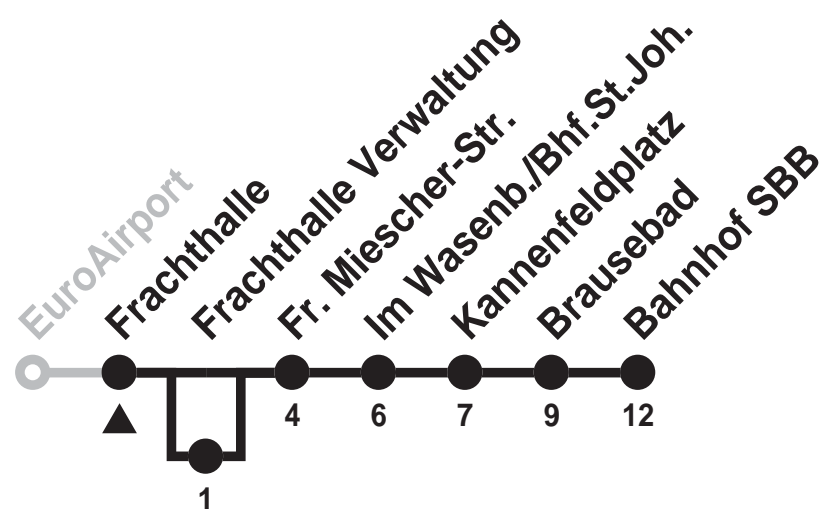 EuroAirport
Frachthalle
Frachthalle Verwaltung
Fr. Miescher-Str.
Im Wasenb./Bhf.St.Joh.
Kannenfeldplatz
Brausebad
Bahnhof SBB
4 6 7 9 12
1